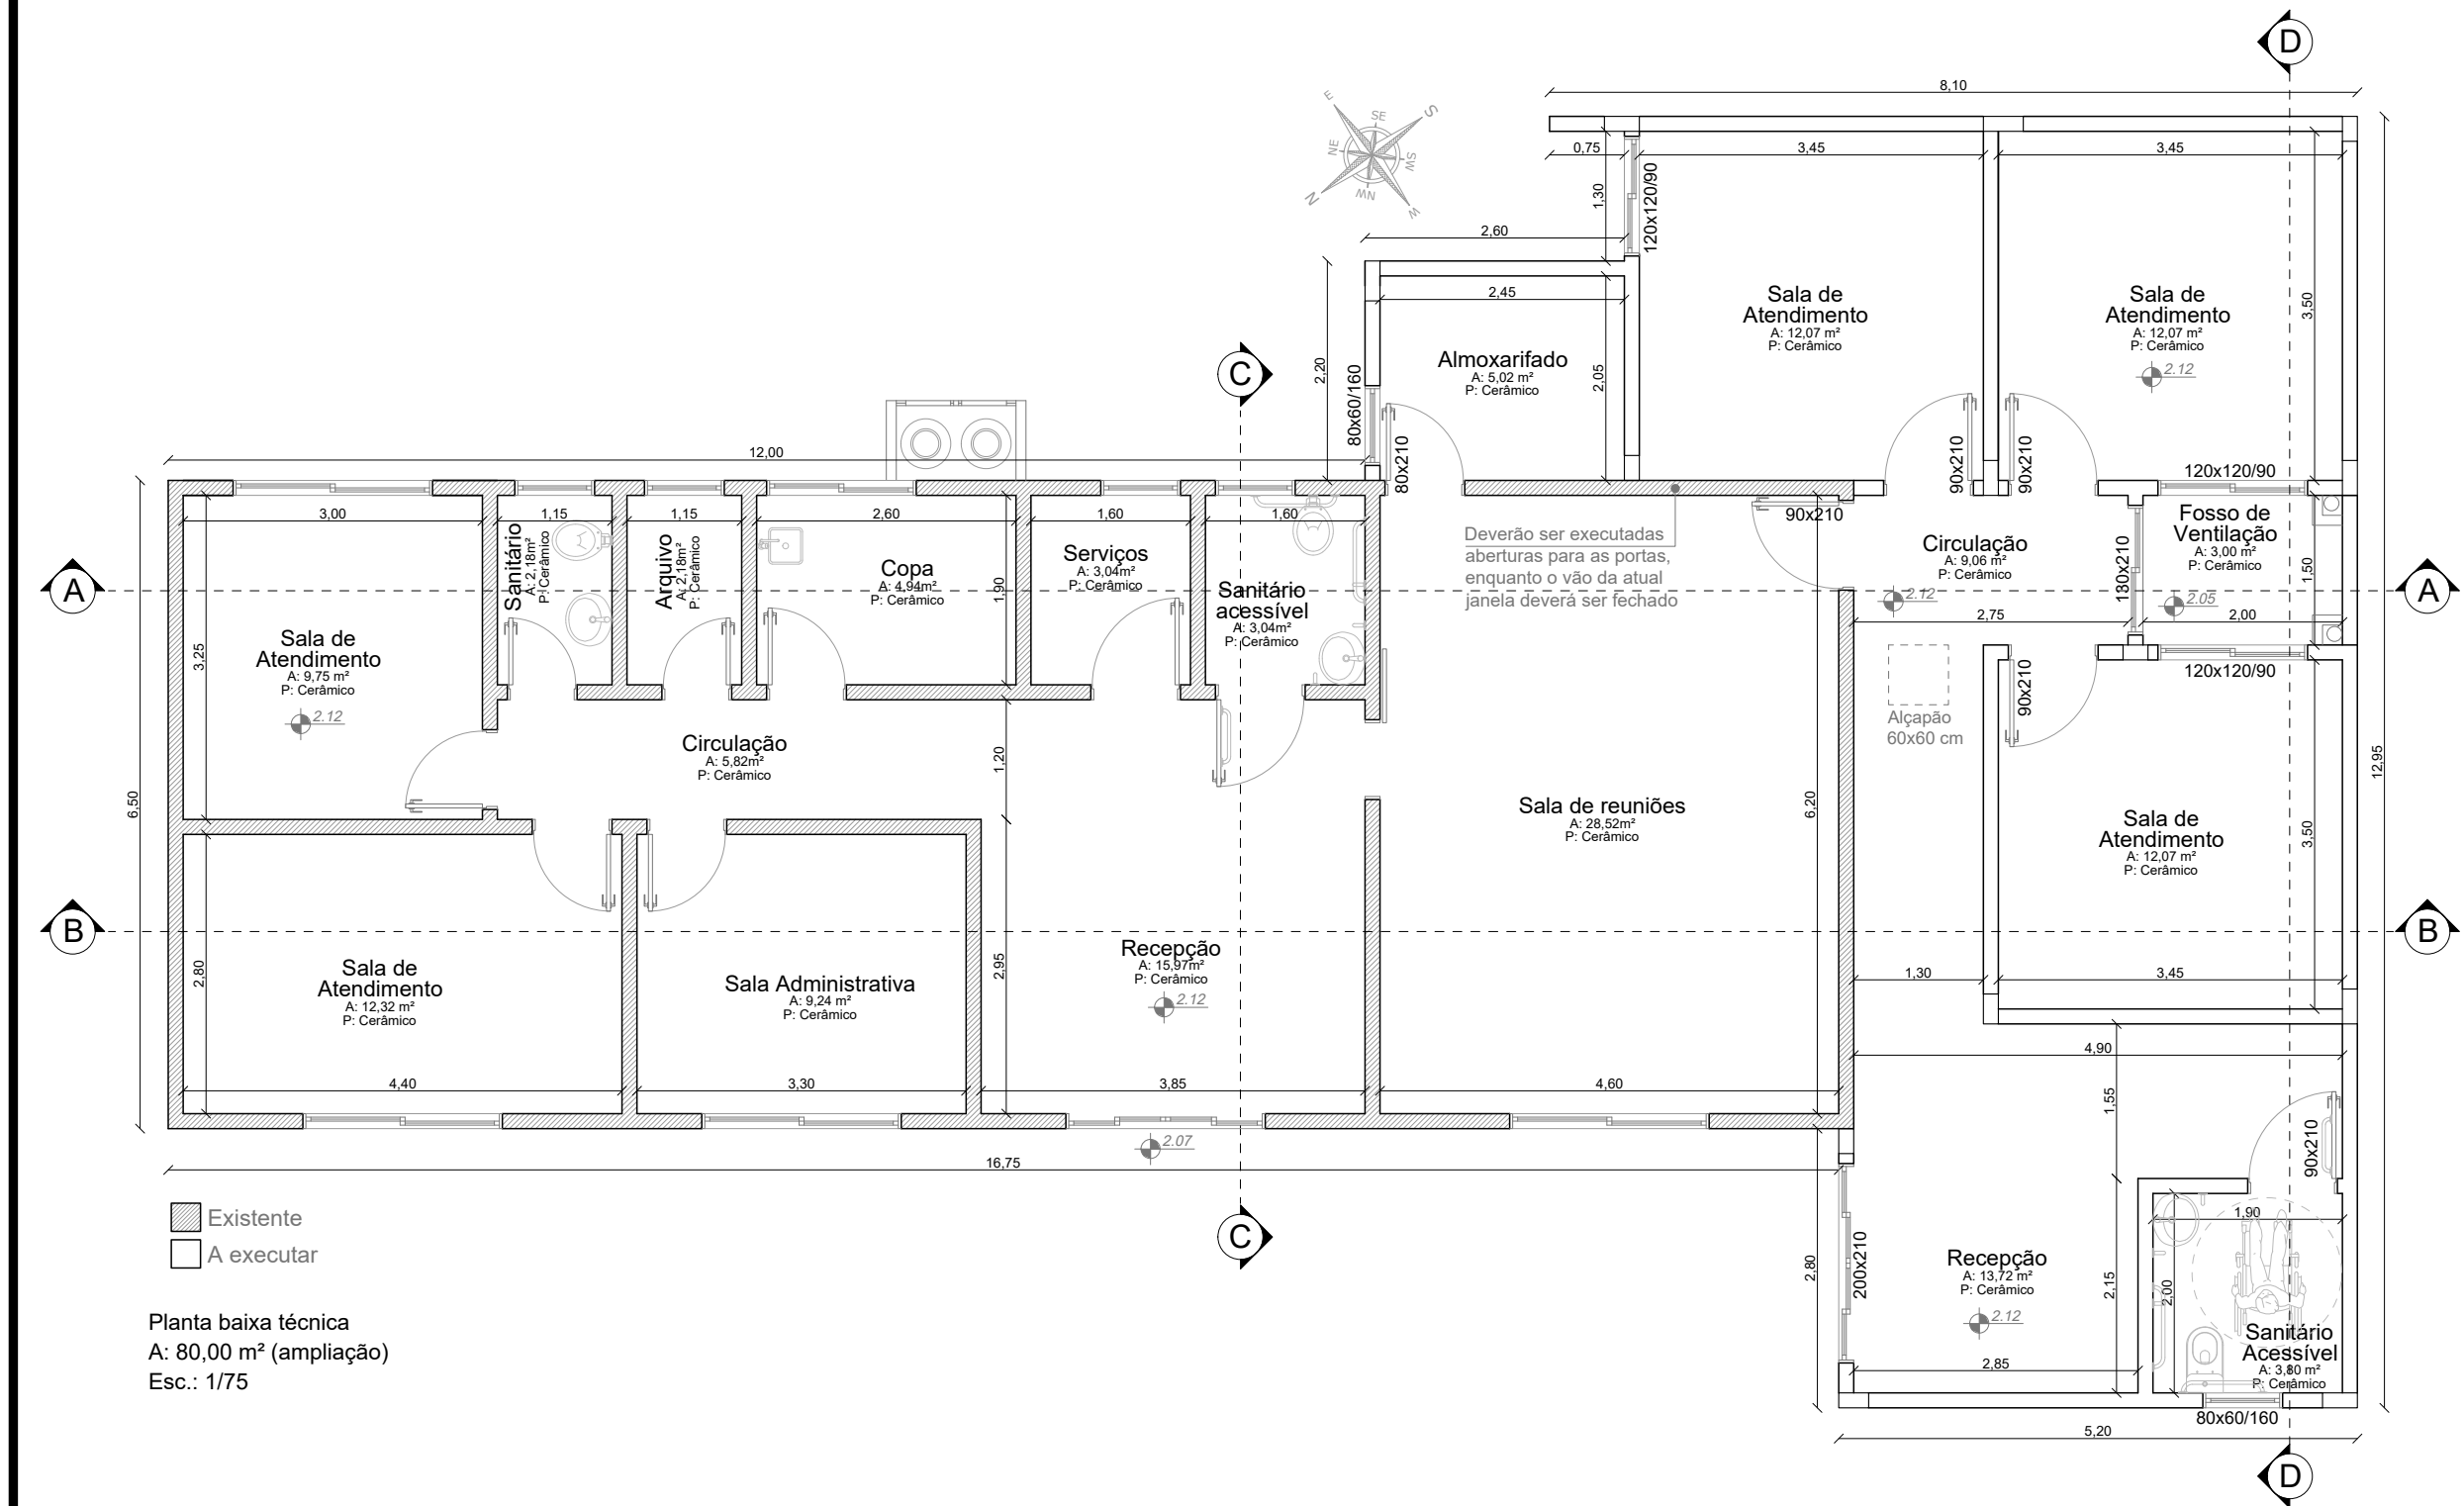 D
8,10
E
SE
S
NE
SW
N
NW
W
0,75
3,45
3,45
1,30
120x120/90
2,60
2,45
2,20
2,05
80x60/160
80x210
Almoxarifado
A: 5,02 m²
P: Cerâmico
Sala de
Atendimento
A: 12,07 m²
P: Cerâmico
Sala de
Atendimento
A: 12,07 m²
P: Cerâmico
2.12
3,50
90x210
90x210
120x120/90
C
12,00
3,00
1,15
1,15
2,60
1,60
1,60
90x210
Sanitário
A: 2,18m²
P: Cerâmico
Arquivo
A: 2,18m²
P: Cerâmico
Copa
A: 4,94m²
P: Cerâmico
1,90
Serviços
A: 3,04m²
P: Cerâmico
Sanitário
acessível
A: 3,04m²
P: Cerâmico
Deverão ser executadas
aberturas para as portas,
enquanto o vão da atual
janela deverá ser fechado
Circulação
A: 9,06 m²
P: Cerâmico
2.12
2,75
130x210
Fosso de
Ventilação
A: 3,00 m²
P: Cerâmico
2.05
1,50
2,00
A
A
120x120/90
Sala de
Atendimento
A: 9,75 m²
P: Cerâmico
2.12
3,25
6,50
Circulação
A: 5,82m²
P: Cerâmico
1,20
Alçapão
60x60 cm
90x210
12,95
Sala de reuniões
A: 28,52m²
P: Cerâmico
6,20
Sala de
Atendimento
A: 12,07 m²
P: Cerâmico
3,50
B
B
2,80
Sala de
Atendimento
A: 12,32 m²
P: Cerâmico
Sala Administrativa
A: 9,24 m²
P: Cerâmico
2,95
Recepção
A: 15,97m²
P: Cerâmico
2.12
1,30
3,45
4,90
4,40
3,30
3,85
4,60
1,55
90x210
2.07
16,75
Existente
A executar
C
2,80
200x210
Recepção
A: 13,72 m²
P: Cerâmico
2.12
2,15
2,00
1,90
2,85
Sanitário
Acessível
A: 3,80 m²
P: Cerâmico
80x60/160
5,20
D
Planta baixa técnica
A: 80,00 m² (ampliação)
Esc.: 1/75